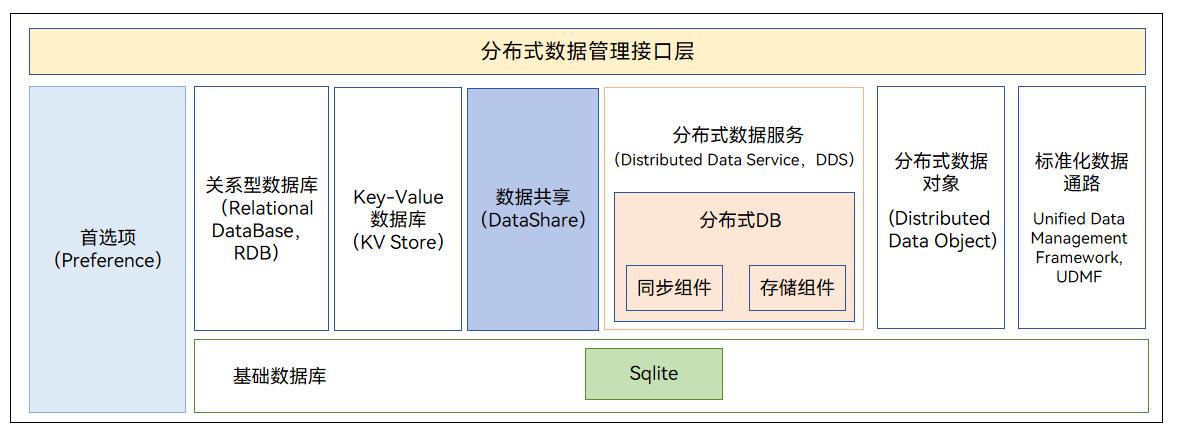 分布式数据管理接口层
首选项
（Preference）
关系型数据库
（Relational
DataBase，
RDB）
Key-Value
数据库
（KV Store）
数据共享
（DataShare）
分布式数据服务
（Distributed Data Service，DDS）
分布式DB
同步组件
存储组件
分布式数据
对象
（Distributed
Data Object）
标准化数据
通路
Unified Data
Management
Framework,
UDMF
基础数据库
Sqlite